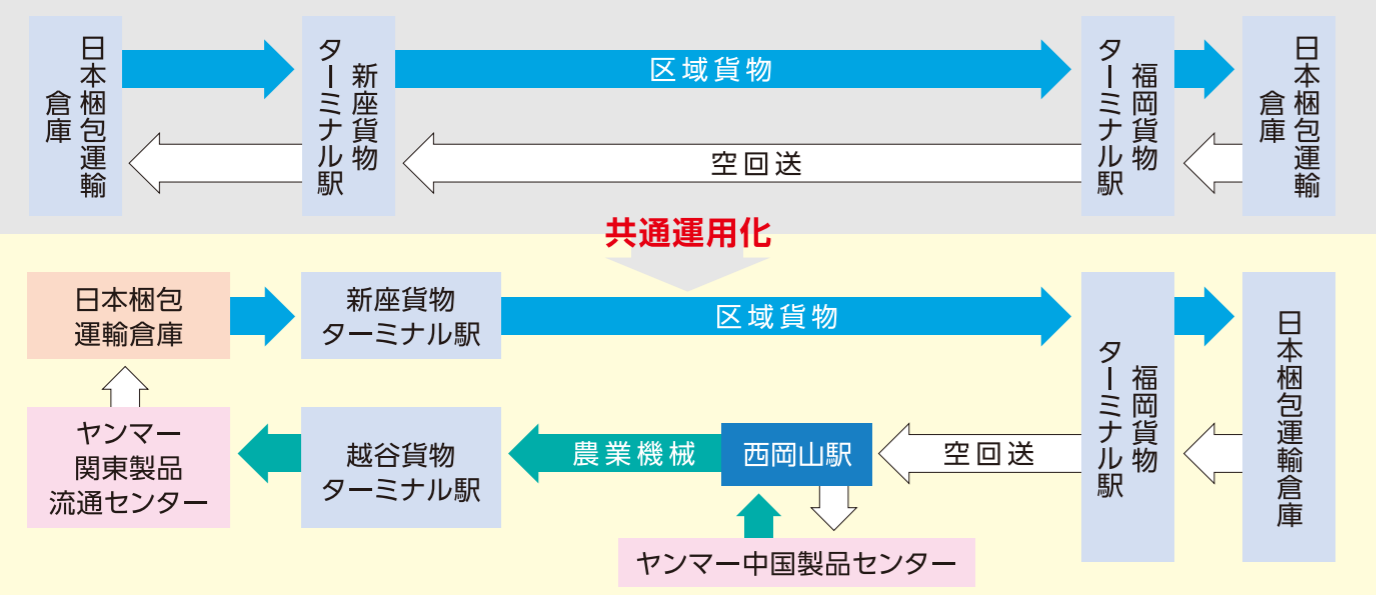 日本梱包運輸
倉庫
新座貨物
ターミナル駅
区域貨物
空回送
福岡貨物
ターミナル駅
日本梱包運輸
倉庫
共通運用化
日本梱包
運輸倉庫
新座貨物
ターミナル駅
区域貨物
福岡貨物
ターミナル駅
日本梱包運輸倉庫
ヤンマー
関東製品
流通センター
越谷貨物
ターミナル駅
農業機械
西岡山駅
空回送
ヤンマー中国製品センター